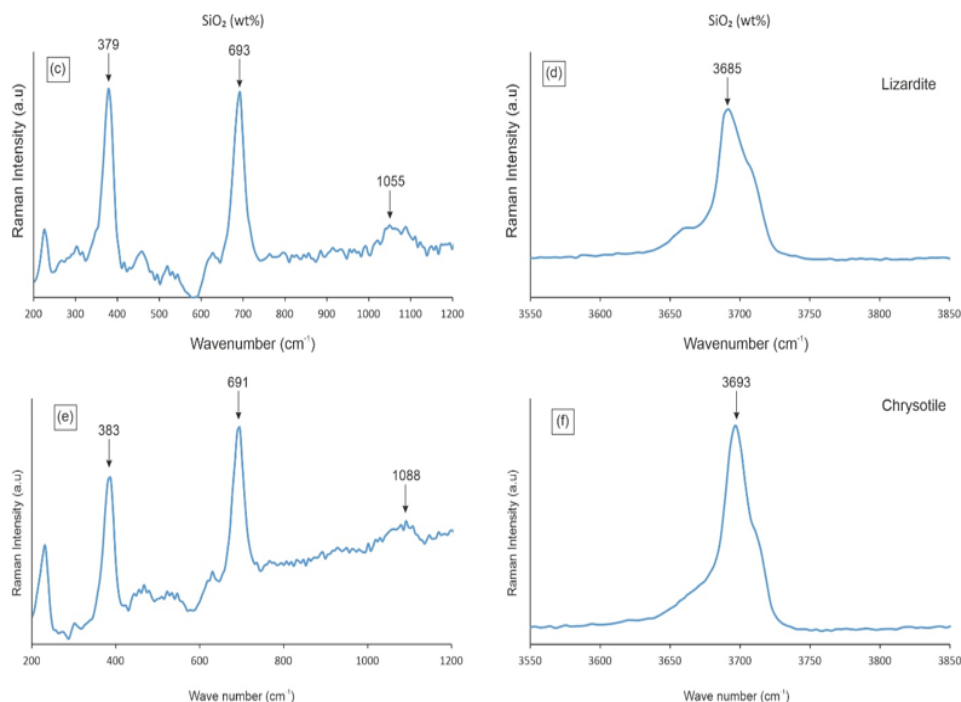 SiO₂ (wt%) SiO₂ (wt%)
(c) 379 693 1055
Raman Intensity (a.u)
200 300 400 500 600 700 800 900 1000 1100 1200
Wavenumber (cm⁻¹)
(d) 3685 Lizardite
Raman Intensity (a.u)
3550 3600 3650 3700 3750 3800 3850
Wavenumber (cm⁻¹)
(e) 383 691 1088
Raman Intensity (a.u)
200 400 600 800 1000 1200
Wave number (cm⁻¹)
(f) 3693 Chrysotile
Raman Intensity (a.u)
3550 3600 3650 3700 3750 3800 3850
Wave number (cm⁻¹)